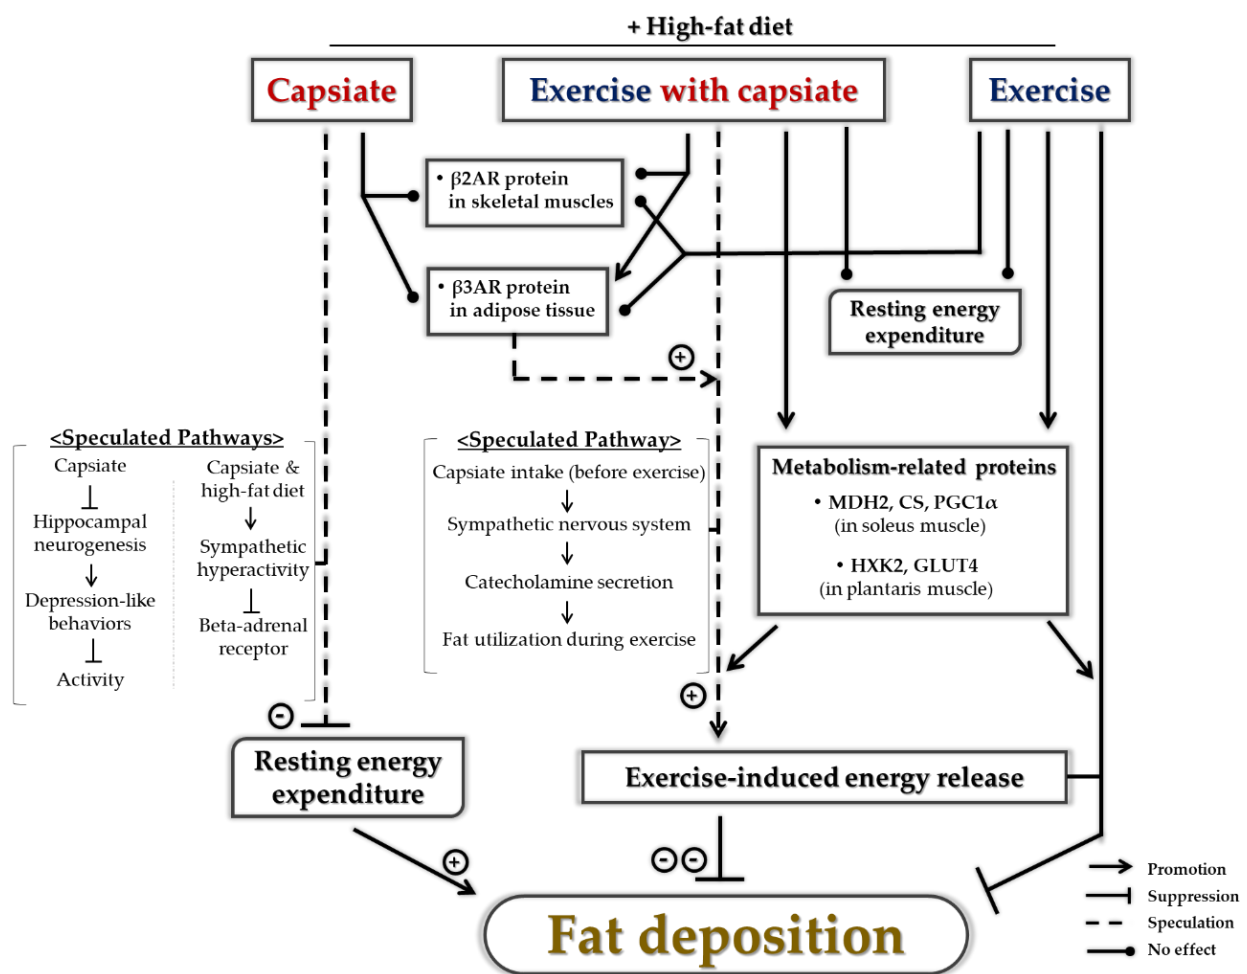 + High-fat diet
Capsiate
Exercise with capsiate
Exercise
• β2AR protein
in skeletal muscles
• β3AR protein
in adipose tissue
Resting energy
expenditure
+
<Speculated Pathways>
Capsiate
Hippocampal
neurogenesis
Depression-like
behaviors
Activity
Capsiate &
high-fat diet
Sympathetic
hyperactivity
Beta-adrenal
receptor
<Speculated Pathway>
Capsiate intake (before exercise)
Sympathetic nervous system
Catecholamine secretion
Fat utilization during exercise
Metabolism-related proteins
• MDH2, CS, PGC1α
(in soleus muscle)
• HXK2, GLUT4
(in plantaris muscle)
-
+
Resting energy
expenditure
Exercise-induced energy release
+
- -
Fat deposition
Promotion
Suppression
Speculation
No effect